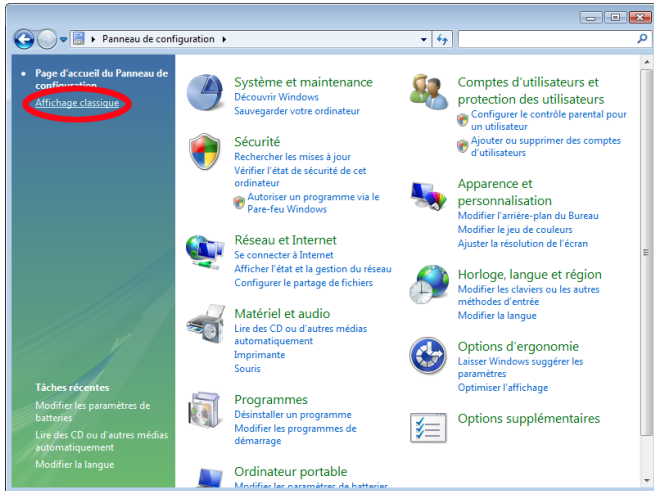 Panneau de configuration
Page d'accueil du Panneau de
configuration
Affichage classique
Tâches récentes
Modifier les paramètres de
batteries
Lire des CD ou d'autres médias
automatiquement
Modifier la langue
Système et maintenance
Découvrir Windows
Sauvegarder votre ordinateur
Sécurité
Rechercher les mises à jour
Vérifier l'état de sécurité de cet
ordinateur
Autoriser un programme via le
Pare-feu Windows
Réseau et Internet
Se connecter à Internet
Afficher l'état et la gestion du réseau
Configurer le partage de fichiers
Matériel et audio
Lire des CD ou d'autres médias
automatiquement
Imprimante
Souris
Programmes
Désinstaller un programme
Modifier les programmes de
démarrage
Ordinateur portable
Modifier les paramètres de batteries
Comptes d'utilisateurs et
protection des utilisateurs
Configurer le contrôle parental pour
un utilisateur
Ajouter ou supprimer des comptes
d'utilisateurs
Apparence et
personnalisation
Modifier l'arrière-plan du Bureau
Modifier le jeu de couleurs
Ajuster la résolution de l'écran
Horloge, langue et région
Modifier les claviers ou les autres
méthodes d'entrée
Modifier la langue
Options d'ergonomie
Laisser Windows suggérer les
paramètres
Optimiser l'affichage
Options supplémentaires